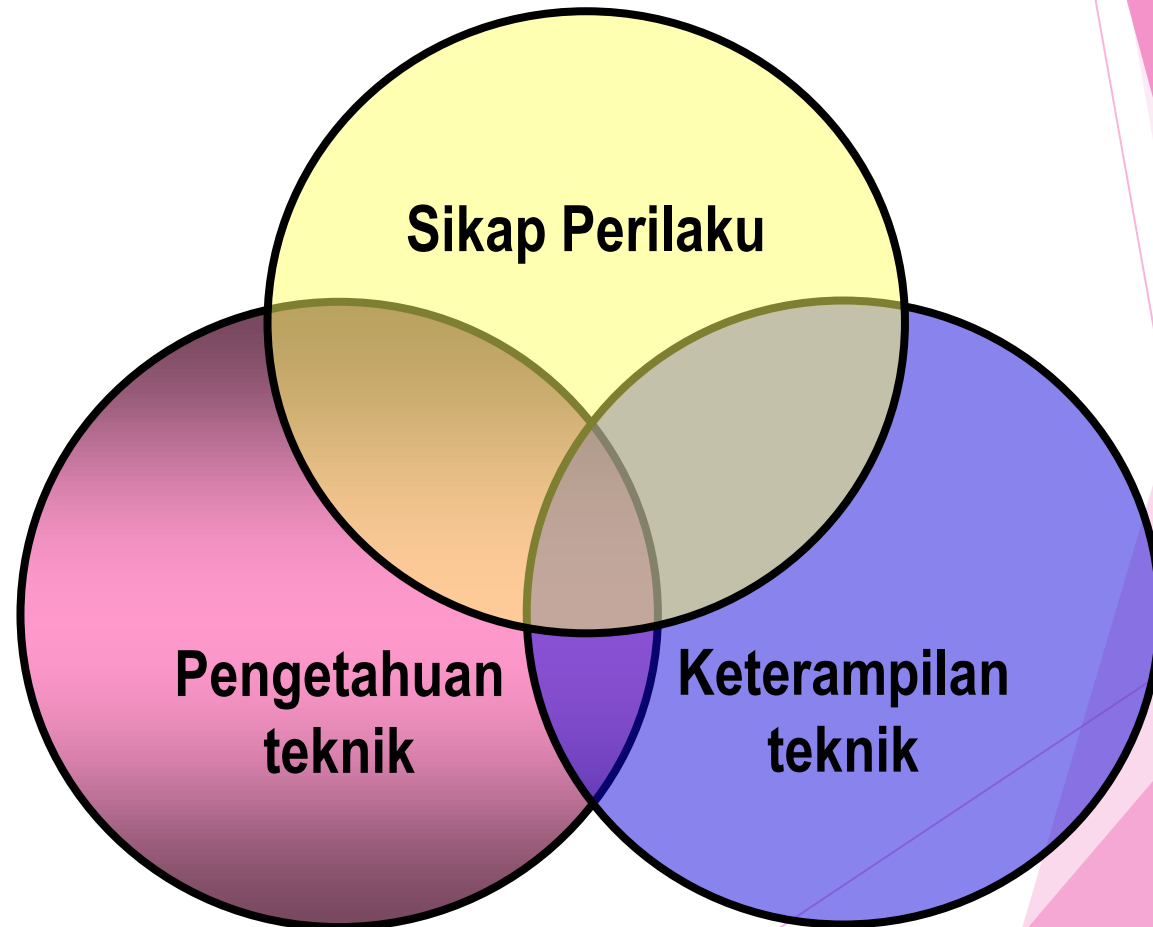 Sikap Perilaku
Pengetahuan
teknik
Keterampilan
teknik